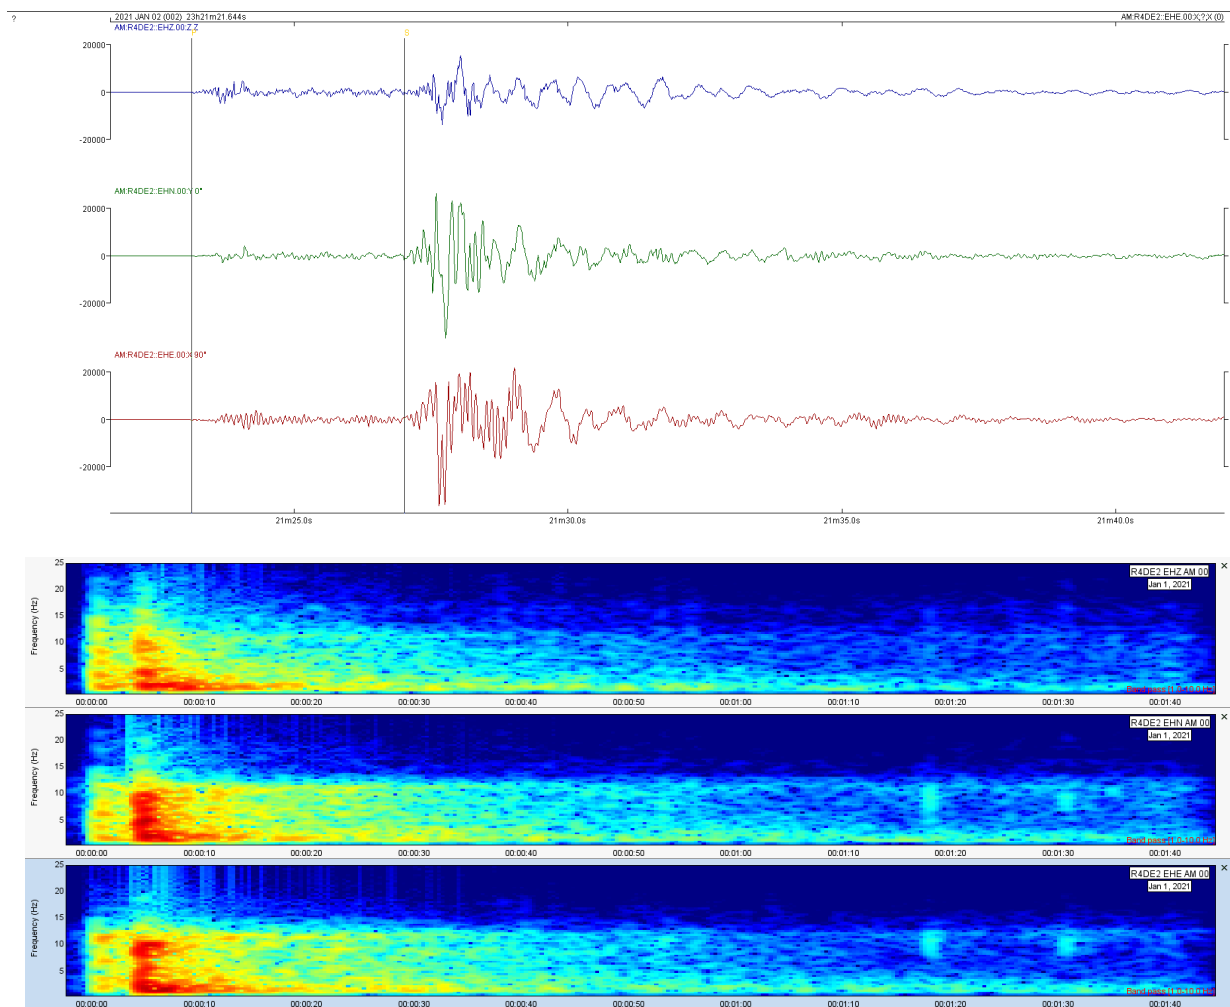 ?
2021 JAN 02 (002) 23h21m21.644s
AM:R4DE2::EHE.00:X,?,X (0)
AM:R4DE2::EHZ.00:Z,Z
P
S
20000
0
-20000
AM:R4DE2::EHN.00:Y 0°
20000
0
-20000
AM:R4DE2::EHE.00:X 90°
20000
0
-20000
21m25.0s 21m30.0s 21m35.0s 21m40.0s
25
20
15
10
5
Frequency (Hz)
R4DE2 EHZ AM 00
Jan 1, 2021
00:00:00 00:00:10 00:00:20 00:00:30 00:00:40 00:00:50 00:01:00 00:01:10 00:01:20 00:01:30 00:01:40
25
20
15
10
5
Frequency (Hz)
R4DE2 EHN AM 00
Jan 1, 2021
00:00:00 00:00:10 00:00:20 00:00:30 00:00:40 00:00:50 00:01:00 00:01:10 00:01:20 00:01:30 00:01:40
25
20
15
10
5
Frequency (Hz)
R4DE2 EHE AM 00
Jan 1, 2021
00:00:00 00:00:10 00:00:20 00:00:30 00:00:40 00:00:50 00:01:00 00:01:10 00:01:20 00:01:30 00:01:40